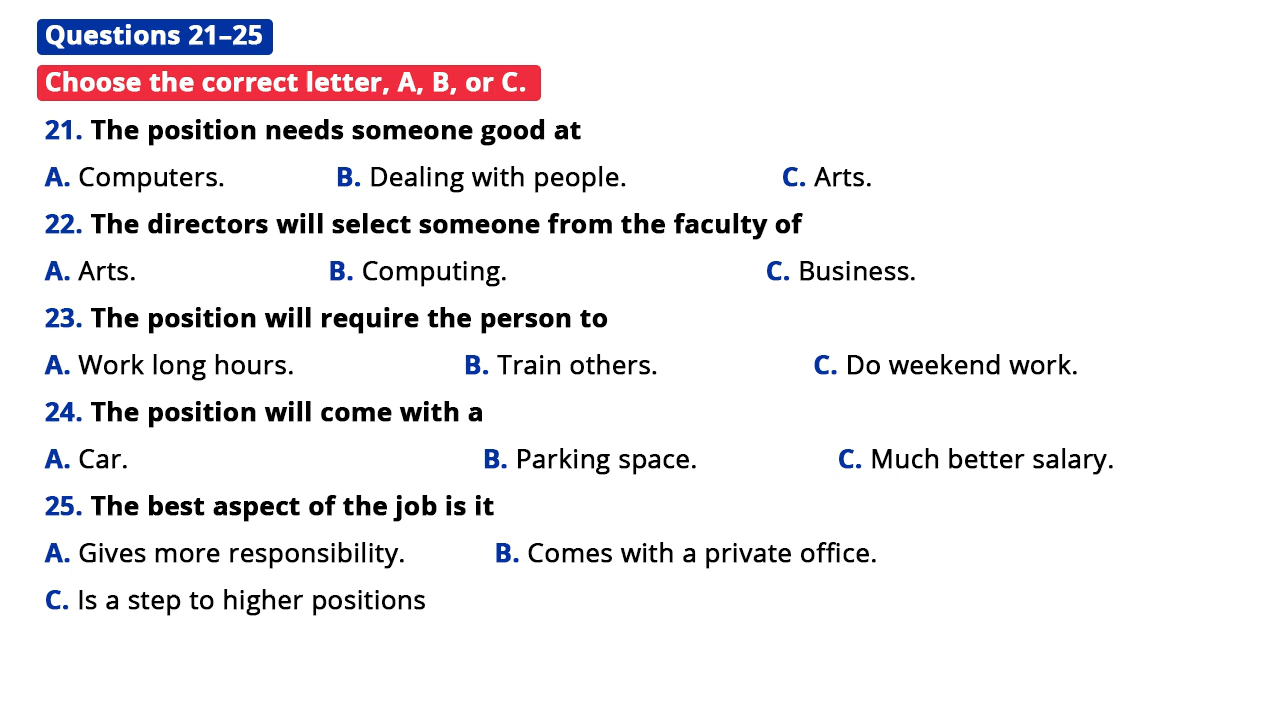 Questions 21–25
Choose the correct letter, A, B, or C.
21. The position needs someone good at
A. Computers. B. Dealing with people. C. Arts.
22. The directors will select someone from the faculty of
A. Arts. B. Computing. C. Business.
23. The position will require the person to
A. Work long hours. B. Train others. C. Do weekend work.
24. The position will come with a
A. Car. B. Parking space. C. Much better salary.
25. The best aspect of the job is it
A. Gives more responsibility. B. Comes with a private office.
C. Is a step to higher positions